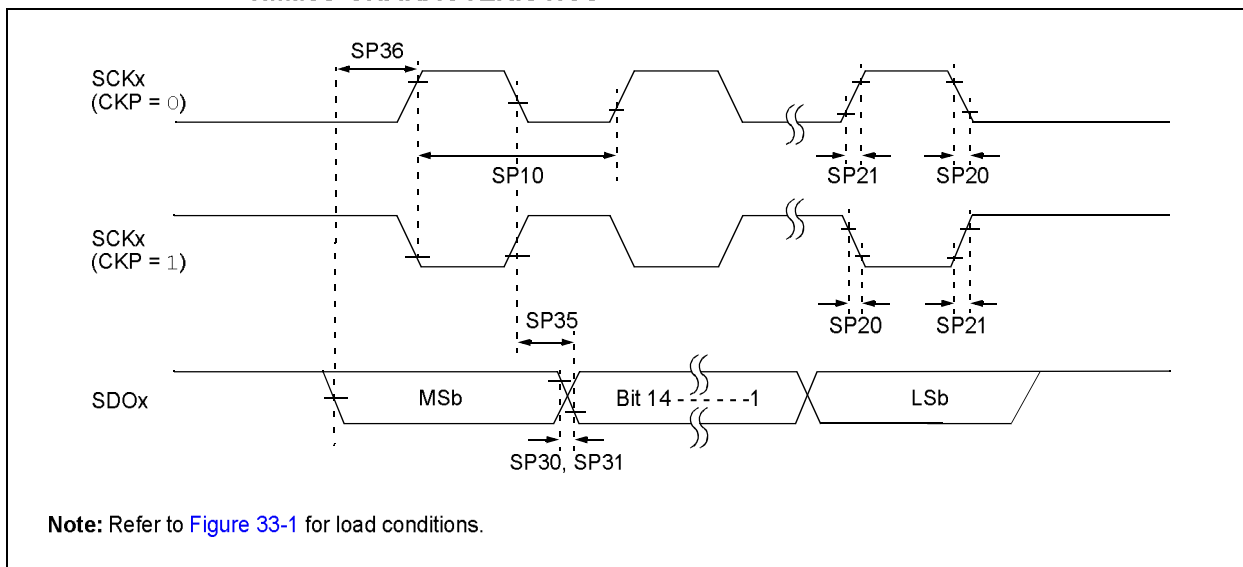 SP36
SCKx
(CKP = 0)
SP10
SP21
SP20
SCKx
(CKP = 1)
SP35
SP20
SP21
SDOx
MSb
Bit 14 - - - - - - -1
LSb
SP30, SP31
Note: Refer to Figure 33-1 for load conditions.